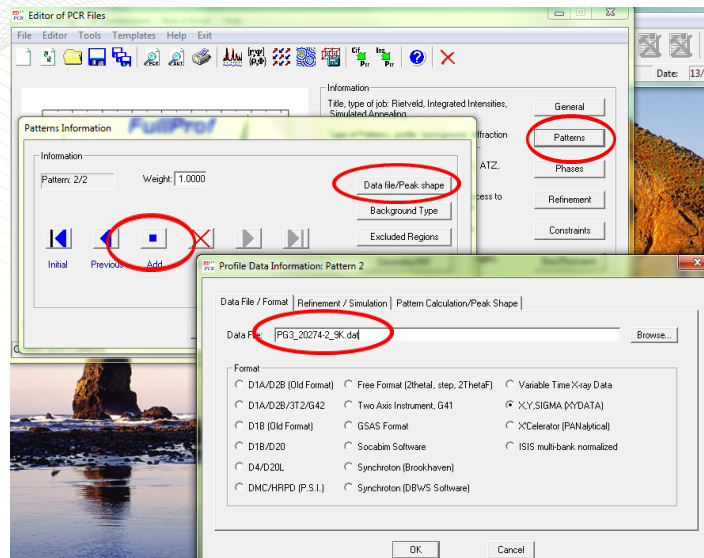 Editor of PCR Files
File Editor Tools Templates Help Exit
Date: 13/
Information
Title, type of job: Rietveld, Integrated Intensities,
Simulated Annealing
General
FullProf
Patterns
ATZ,
Phases
Refinement
Constraints
Patterns Information
Information
Pattern: 2/2
Weight: 1.0000
Data file/Peak shape
Background Type
Excluded Regions
Initial Previous Add
Profile Data Information: Pattern 2
Data File / Format Refinement / Simulation Pattern Calculation/Peak Shape
Data File: PG3_20274-2_9K.dat Browse...
Format
D1A/D2B (Old Format) Free Format (2thetaI, step, 2ThetaF) Variable Time X-ray Data
D1A/D2B/3T2/G42 Two Axis Instrument, G41 X,Y,SIGMA (XYDATA)
D1B (Old Format) GSAS Format X'Celerator (PANalytical)
D1B/D20 Socabim Software ISIS multi-bank normalized
D4/D20L Synchroton (Brookhaven)
DMC/HRPD (P.S.I.) Synchroton (DBWS Software)
OK Cancel